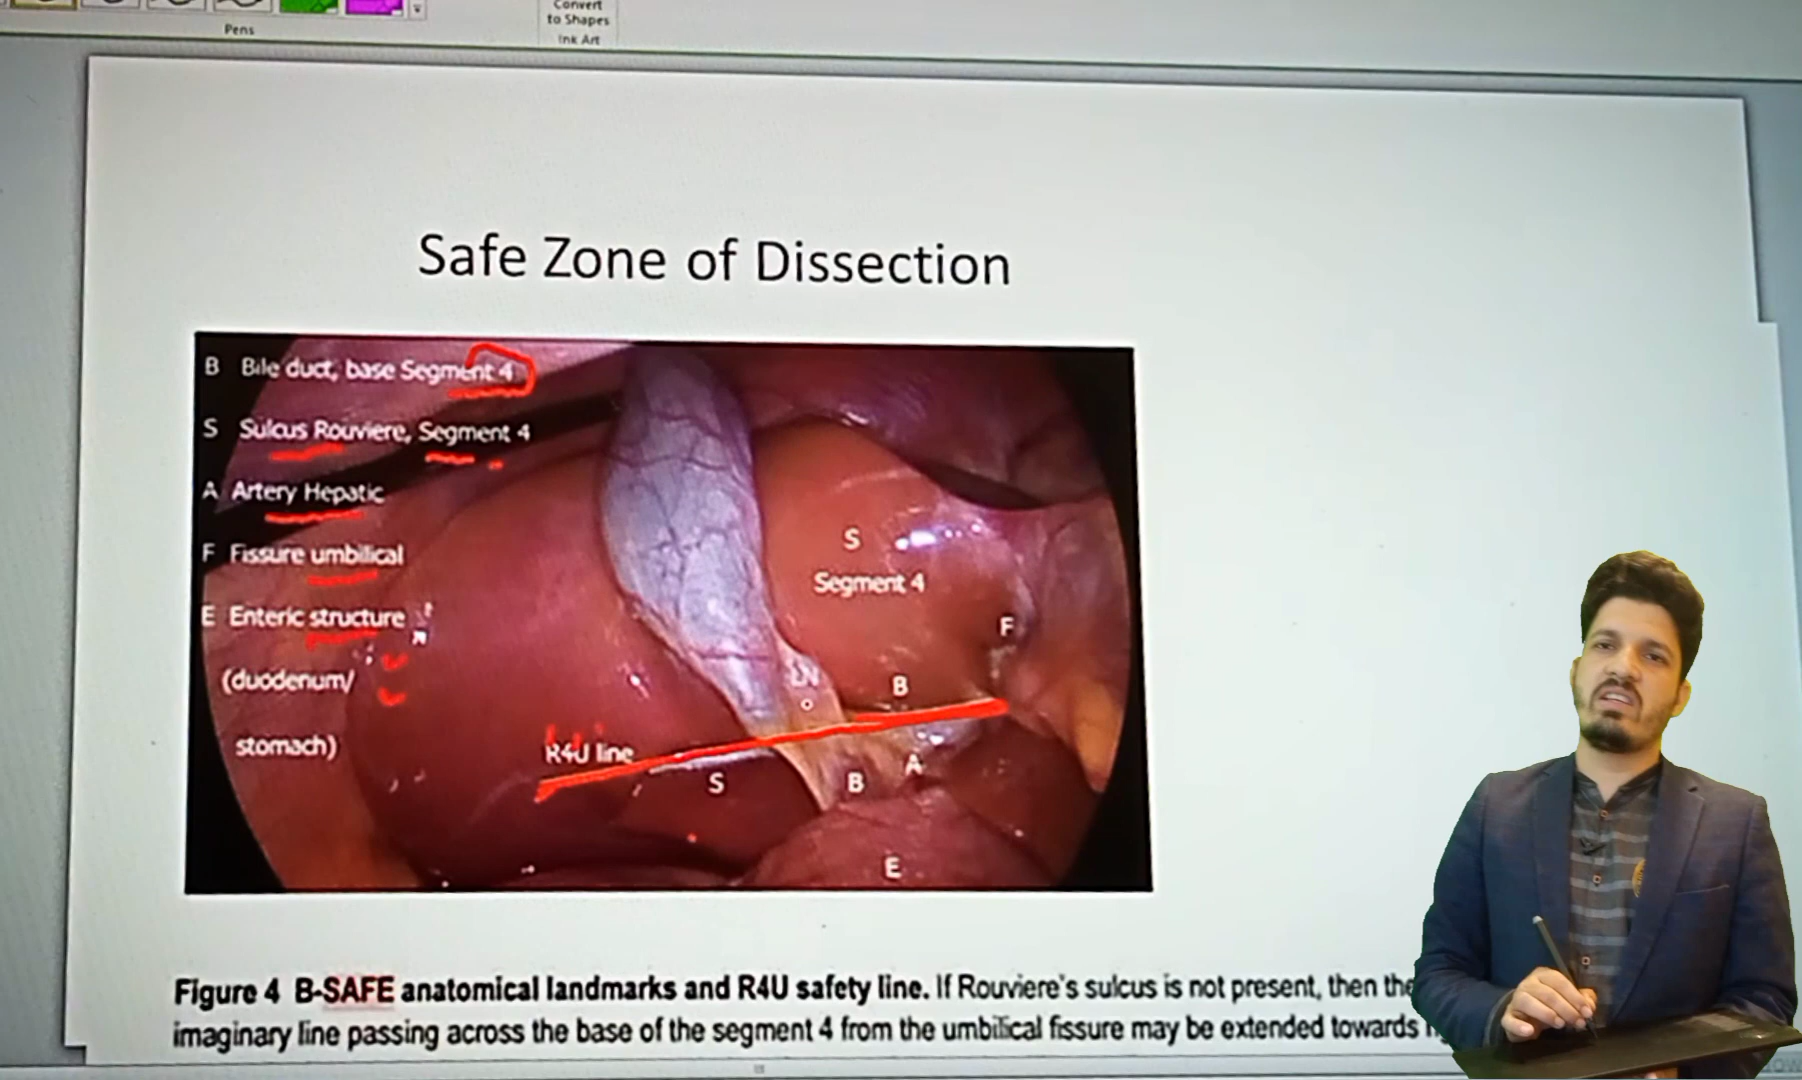 Convert
to Shapes
Pens
Ink Art
Safe Zone of Dissection
B Bile duct, base Segment 4
S Sulcus Rouviere, Segment 4
A Artery Hepatic
F Fissure umbilical
E Enteric structure
(duodenum/
stomach)
S
Segment 4
F
LN
B
R4U line
S
B
A
E
Figure 4 B-SAFE anatomical landmarks and R4U safety line. If Rouviere's sulcus is not present, then the
imaginary line passing across the base of the segment 4 from the umbilical fissure may be extended towards